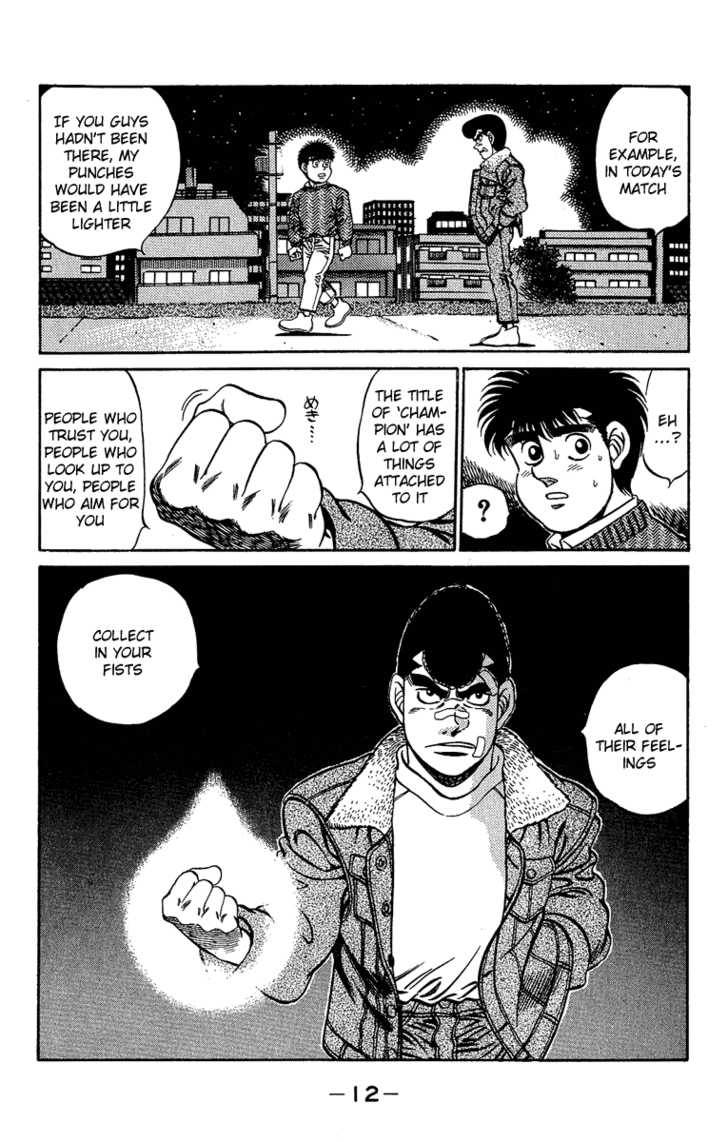 FOR
EXAMPLE,
IN TODAY'S
MATCH
IF YOU GUYS
HADN'T BEEN
THERE, MY
PUNCHES
WOULD HAVE
BEEN A LITTLE
LIGHTER
EH
...?
?
THE TITLE
OF 'CHAM-
PION' HAS
A LOT OF
THINGS
ATTACHED
TO IT
めき……
PEOPLE WHO
TRUST YOU,
PEOPLE WHO
LOOK UP TO
YOU, PEOPLE
WHO AIM FOR
YOU
ALL OF
THEIR FEEL-
INGS
COLLECT
IN YOUR
FISTS
-12-